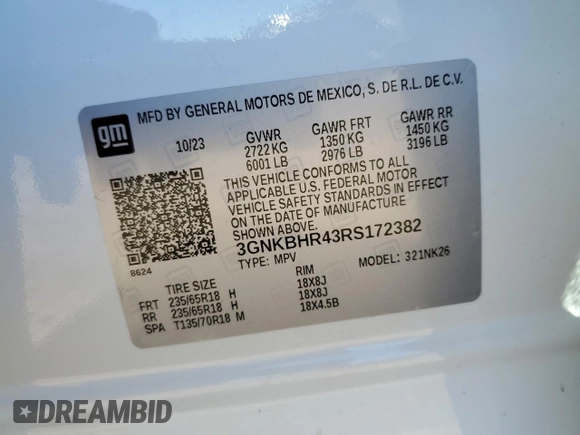 gm
MFD BY GENERAL MOTORS DE MEXICO, S. DE R.L. DE C.V.
10/23 GVWR GAWR FRT GAWR RR
2722 KG 1350 KG 1450 KG
6001 LB 2976 LB 3196 LB
THIS VEHICLE CONFORMS TO ALL
APPLICABLE U.S. FEDERAL MOTOR
VEHICLE SAFETY STANDARDS IN EFFECT
ON THE DATE OF MANUFACTURE SHOWN ABOVE.
3GNKBHR43RS172382
8624
TYPE: MPV MODEL: 321NK26
TIRE SIZE RIM
FRT 235/65R18 H 18X8J
RR 235/65R18 H 18X8J
SPA T135/70R18 M 18X4.5B
DREAMBID